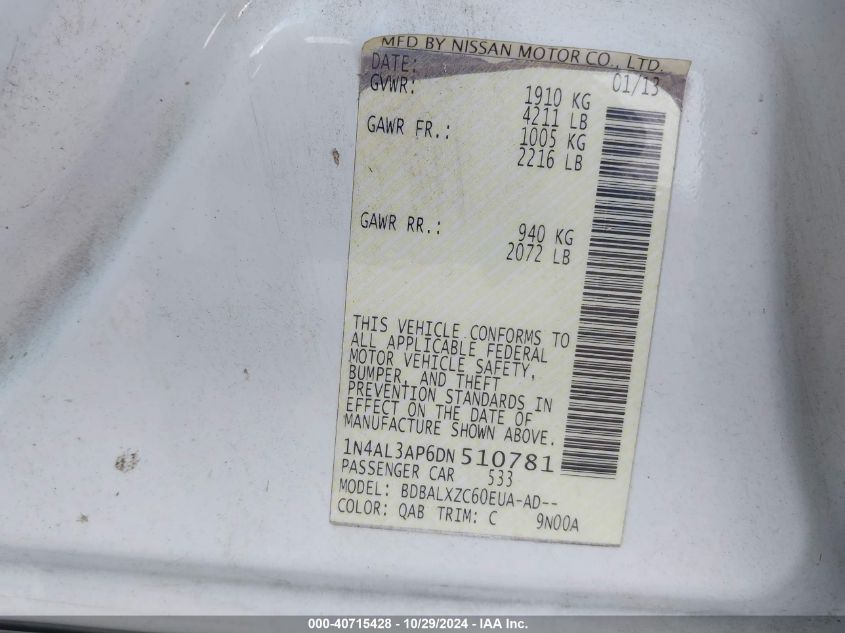 MFD BY NISSAN MOTOR CO., LTD.
DATE: 01/13
GVWR: 1910 KG
4211 LB
GAWR FR.: 1005 KG
2216 LB
GAWR RR.: 940 KG
2072 LB
THIS VEHICLE CONFORMS TO
ALL APPLICABLE FEDERAL
MOTOR VEHICLE SAFETY,
BUMPER, AND THEFT
PREVENTION STANDARDS IN
EFFECT ON THE DATE OF
MANUFACTURE SHOWN ABOVE.
1N4AL3AP6DN510781
PASSENGER CAR 533
MODEL: BDBALXZC60EUA-AD--
COLOR: QAB TRIM: C 9N00A
000-40715428 - 10/29/2024 - IAA Inc.